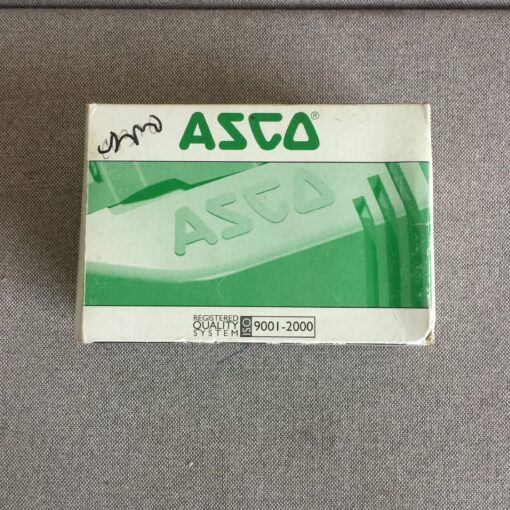 ASCO®
ASCO
REGISTERED
QUALITY
SYSTEM
ISO 9001-2000